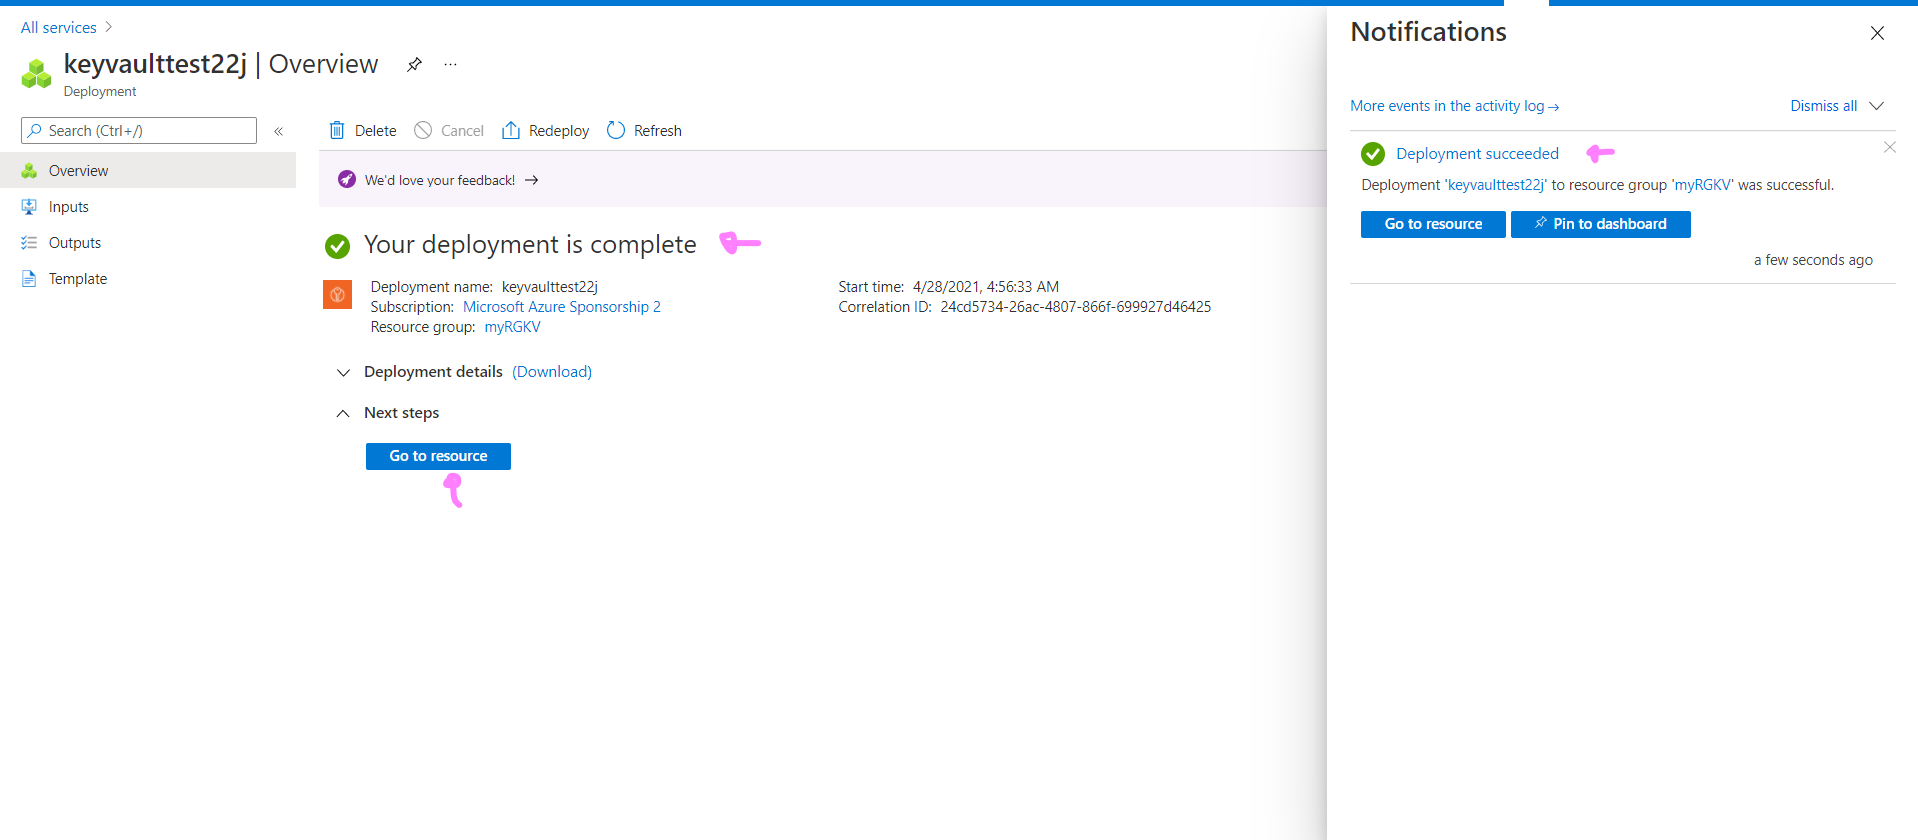 All services
keyvaulttest22j | Overview
Deployment
Search (Ctrl+/)
Overview
Inputs
Outputs
Template
Delete Cancel Redeploy Refresh
We'd love your feedback! →
Your deployment is complete
Deployment name: keyvaulttest22j
Subscription: Microsoft Azure Sponsorship 2
Resource group: myRGKV
Start time: 4/28/2021, 4:56:33 AM
Correlation ID: 24cd5734-26ac-4807-866f-699927d46425
Deployment details (Download)
Next steps
Go to resource
Notifications
More events in the activity log → Dismiss all
Deployment succeeded
Deployment 'keyvaulttest22j' to resource group 'myRGKV' was successful.
Go to resource Pin to dashboard
a few seconds ago